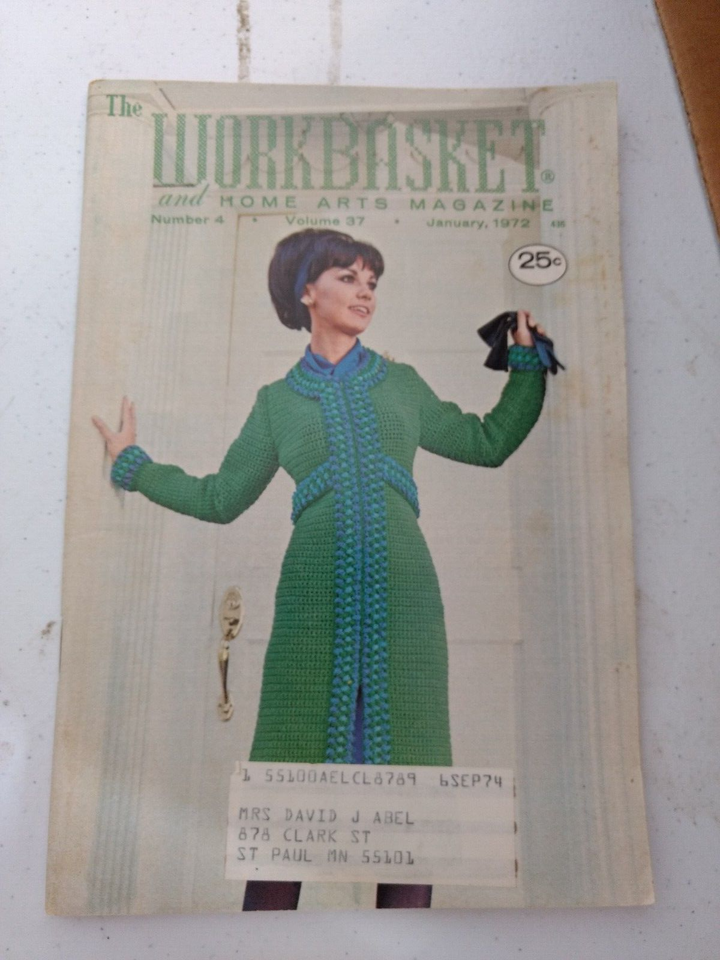 The
WORKBASKET®
and HOME ARTS MAGAZINE
Number 4 • Volume 37 • January, 1972
25c
1 55100AELCL8789 6SEP74
MRS DAVID J ABEL
878 CLARK ST
ST PAUL MN 55101